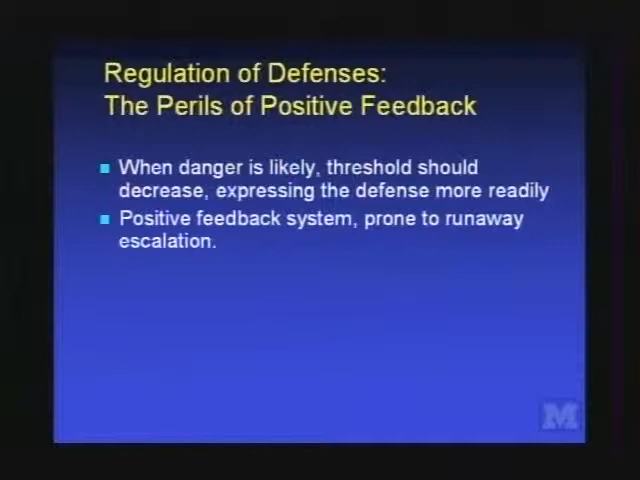 Regulation of Defenses:
The Perils of Positive Feedback
When danger is likely, threshold should
decrease, expressing the defense more readily
Positive feedback system, prone to runaway
escalation.
M